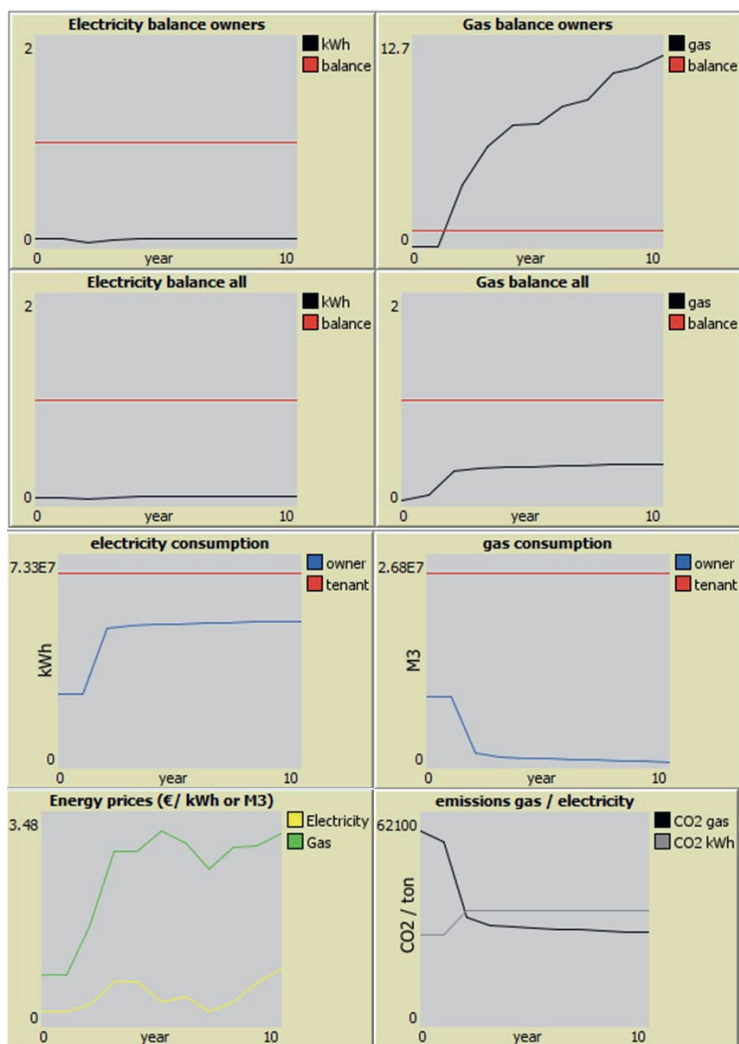 Electricity balance owners
2
kWh
balance
0
0
year
10
Gas balance owners
12.7
gas
balance
0
0
year
10
Electricity balance all
2
kWh
balance
0
0
year
10
Gas balance all
2
gas
balance
0
0
year
10
electricity consumption
7.33E7
owner
tenant
kWh
0
0
year
10
gas consumption
2.68E7
owner
tenant
M3
0
0
year
10
Energy prices (€/ kWh or M3)
3.48
Electricity
Gas
0
0
year
10
emissions gas / electricity
62100
CO2 gas
CO2 kWh
CO2 / ton
0
0
year
10